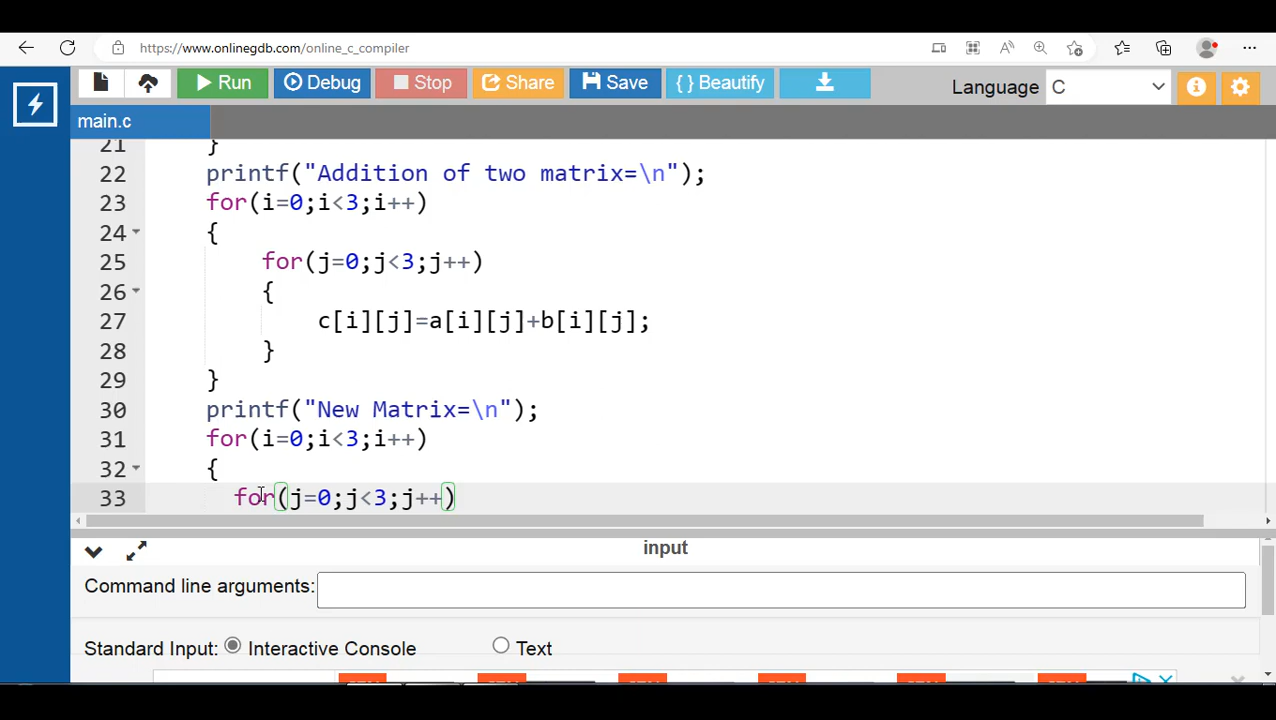 https://www.onlinegdb.com/online_c_compiler
Run Debug Stop Share Save { } Beautify Language C
main.c
21 }
22 printf("Addition of two matrix=\n");
23 for(i=0;i<3;i++)
24 {
25 for(j=0;j<3;j++)
26 {
27 c[i][j]=a[i][j]+b[i][j];
28 }
29 }
30 printf("New Matrix=\n");
31 for(i=0;i<3;i++)
32 {
33 for(j=0;j<3;j++)
input
Command line arguments:
Standard Input: Interactive Console Text